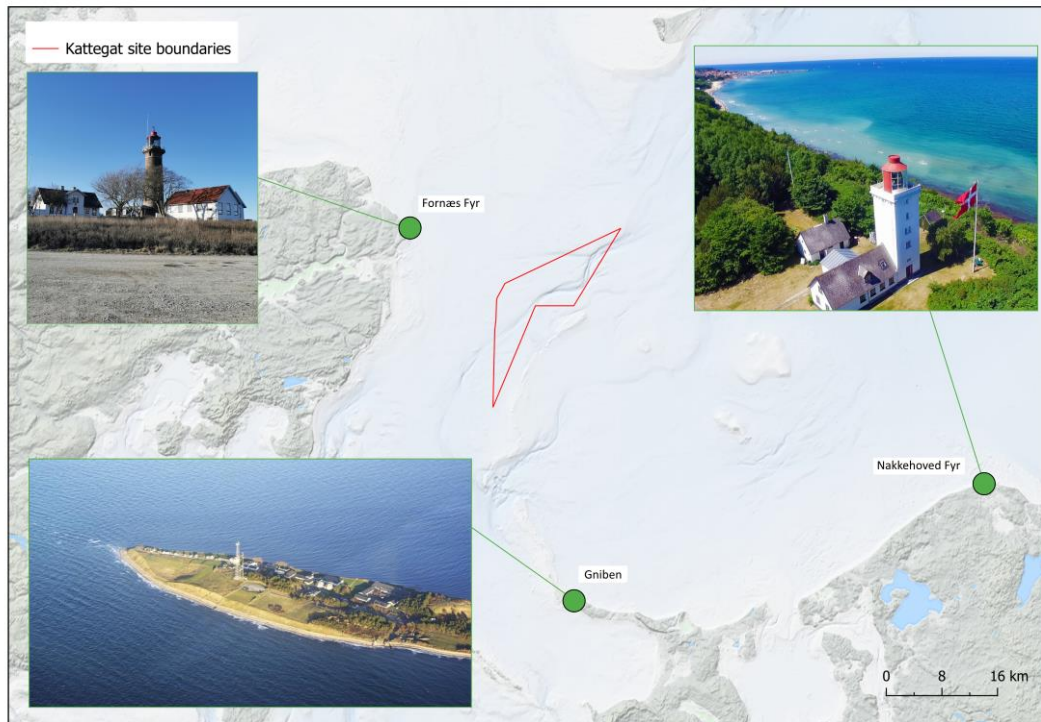 Kattegat site boundaries
Fornæs Fyr
Nakkehoved Fyr
Gniben
0 8 16 km